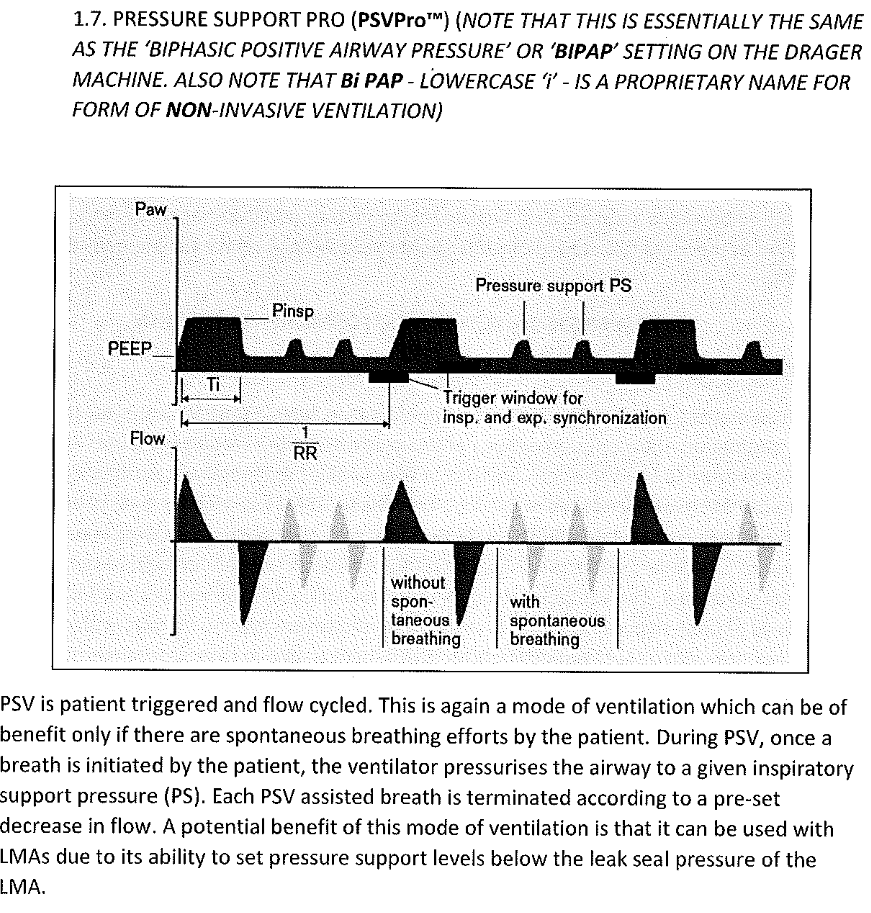 1.7. PRESSURE SUPPORT PRO (PSVPro™) (NOTE THAT THIS IS ESSENTIALLY THE SAME
AS THE 'BIPHASIC POSITIVE AIRWAY PRESSURE' OR 'BIPAP' SETTING ON THE DRAGER
MACHINE. ALSO NOTE THAT Bi PAP - LOWERCASE 'i' - IS A PROPRIETARY NAME FOR
FORM OF NON-INVASIVE VENTILATION)
Paw
Pressure support PS
Pinsp
PEEP
Ti
Trigger window for
insp. and exp. synchronization
1
RR
Flow
without
spon-
taneous
breathing
with
spontaneous
breathing
PSV is patient triggered and flow cycled. This is again a mode of ventilation which can be of
benefit only if there are spontaneous breathing efforts by the patient. During PSV, once a
breath is initiated by the patient, the ventilator pressurises the airway to a given inspiratory
support pressure (PS). Each PSV assisted breath is terminated according to a pre-set
decrease in flow. A potential benefit of this mode of ventilation is that it can be used with
LMAs due to its ability to set pressure support levels below the leak seal pressure of the
LMA.